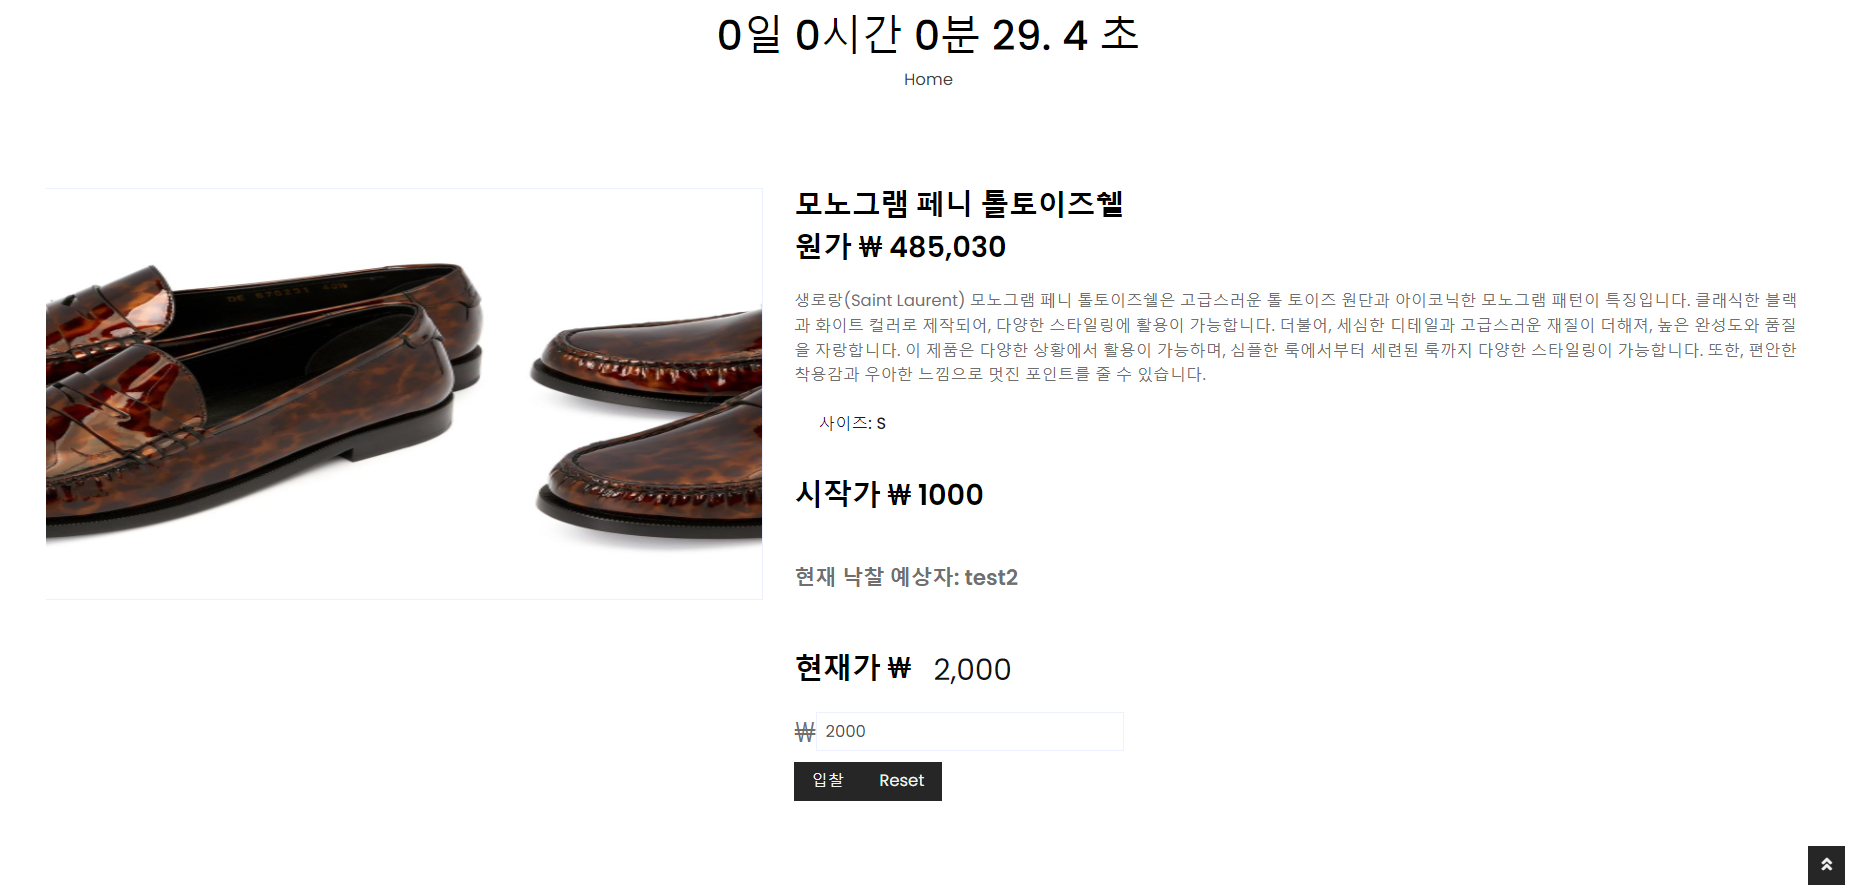 0일 0시간 0분 29. 4 초
Home
모노그램 페니 톨토이즈쉘
원가 ₩ 485,030
생로랑(Saint Laurent) 모노그램 페니 톨토이즈쉘은 고급스러운 톨 토이즈 원단과 아이코닉한 모노그램 패턴이 특징입니다. 클래식한 블랙
과 화이트 컬러로 제작되어, 다양한 스타일링에 활용이 가능합니다. 더불어, 세심한 디테일과 고급스러운 재질이 더해져, 높은 완성도와 품질
을 자랑합니다. 이 제품은 다양한 상황에서 활용이 가능하며, 심플한 룩에서부터 세련된 룩까지 다양한 스타일링이 가능합니다. 또한, 편안한
착용감과 우아한 느낌으로 멋진 포인트를 줄 수 있습니다.
사이즈: S
시작가 ₩ 1000
현재 낙찰 예상자: test2
현재가 ₩ 2,000
₩ 2000
입찰 Reset